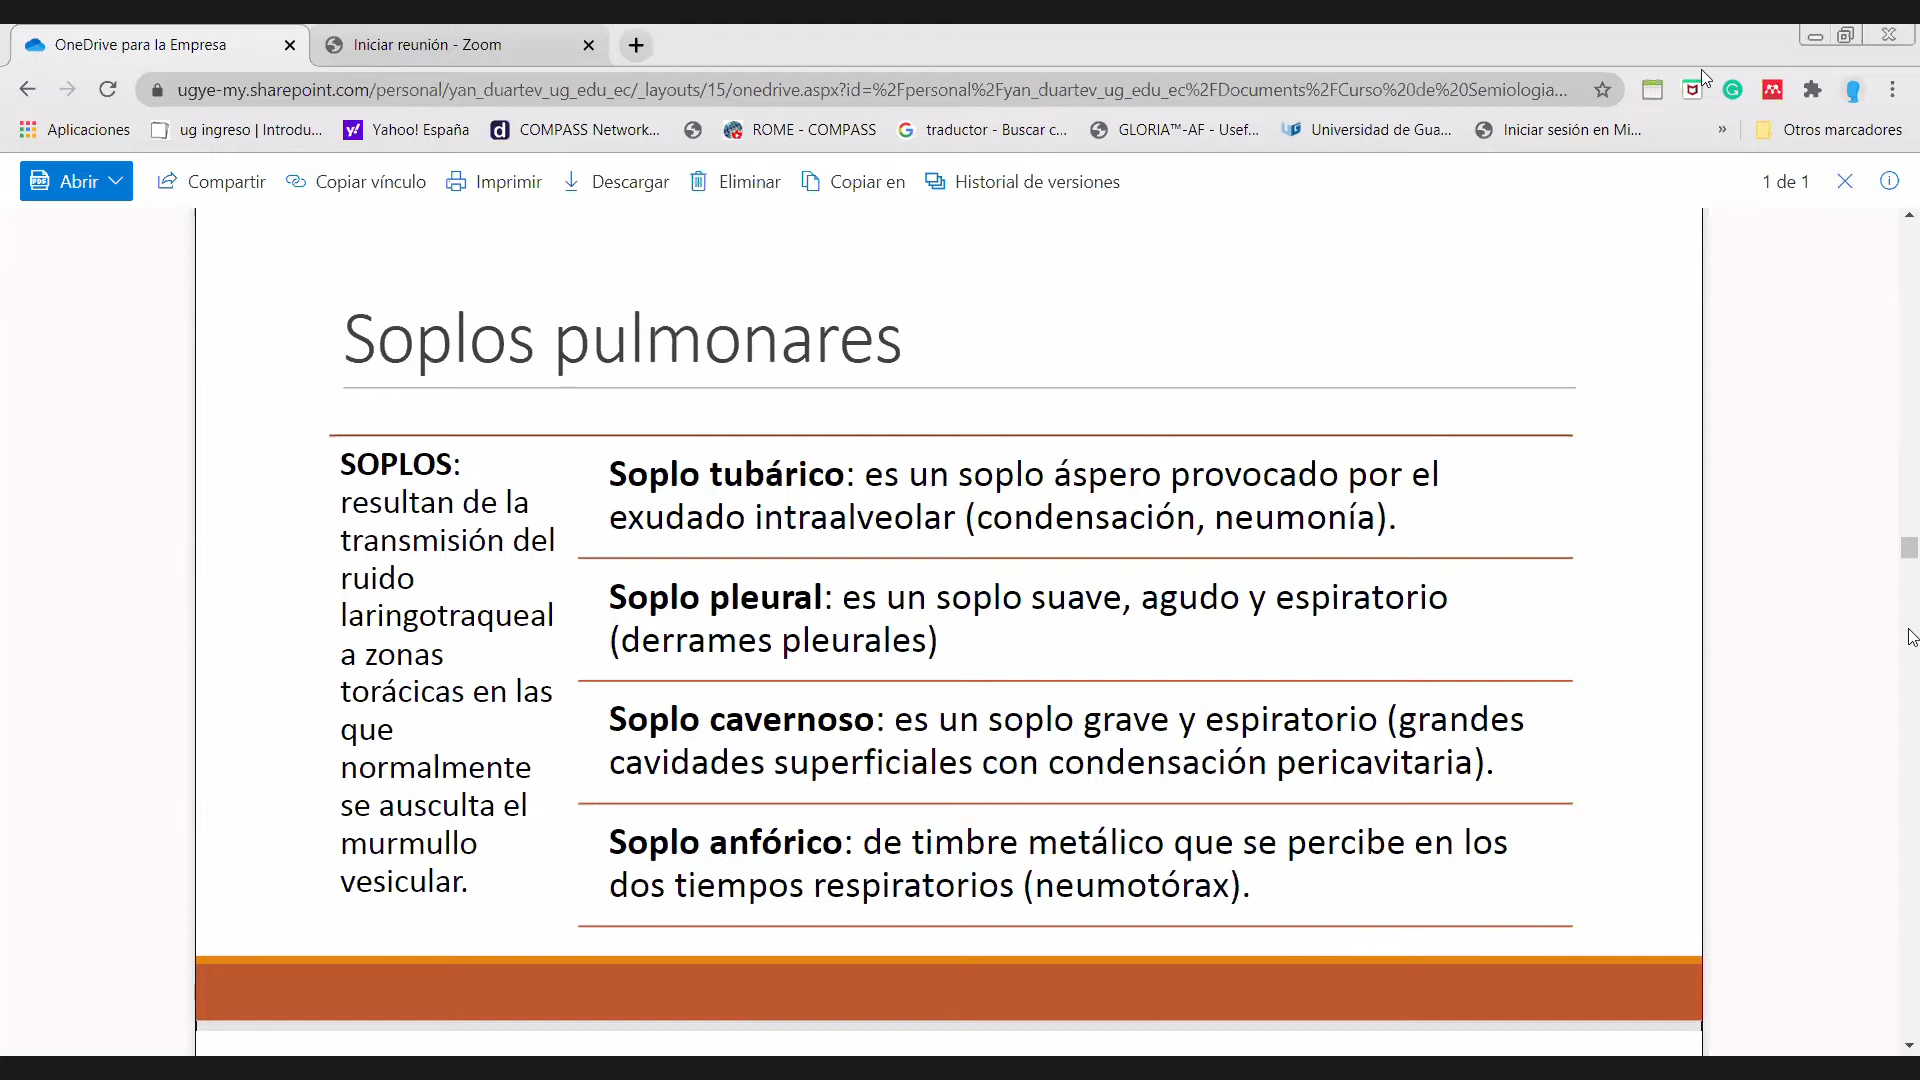 OneDrive para la Empresa
Iniciar reunión - Zoom
ugye-my.sharepoint.com/personal/yan_duartev_ug_edu_ec/_layouts/15/onedrive.aspx?id=%2Fpersonal%2Fyan_duartev_ug_edu_ec%2FDocuments%2FCurso%20de%20Semiologia...
Aplicaciones
ug ingreso | Introdu...
Yahoo! España
COMPASS Network...
ROME - COMPASS
traductor - Buscar c...
GLORIA™-AF - Usef...
Universidad de Gua...
Iniciar sesión en Mi...
»
Otros marcadores
Abrir
Compartir
Copiar vínculo
Imprimir
Descargar
Eliminar
Copiar en
Historial de versiones
1 de 1
Soplos pulmonares
SOPLOS:
resultan de la
transmisión del
ruido
laringotraqueal
a zonas
torácicas en las
que
normalmente
se ausculta el
murmullo
vesicular.
Soplo tubárico: es un soplo áspero provocado por el
exudado intraalveolar (condensación, neumonía).
Soplo pleural: es un soplo suave, agudo y espiratorio
(derrames pleurales)
Soplo cavernoso: es un soplo grave y espiratorio (grandes
cavidades superficiales con condensación pericavitaria).
Soplo anfórico: de timbre metálico que se percibe en los
dos tiempos respiratorios (neumotórax).